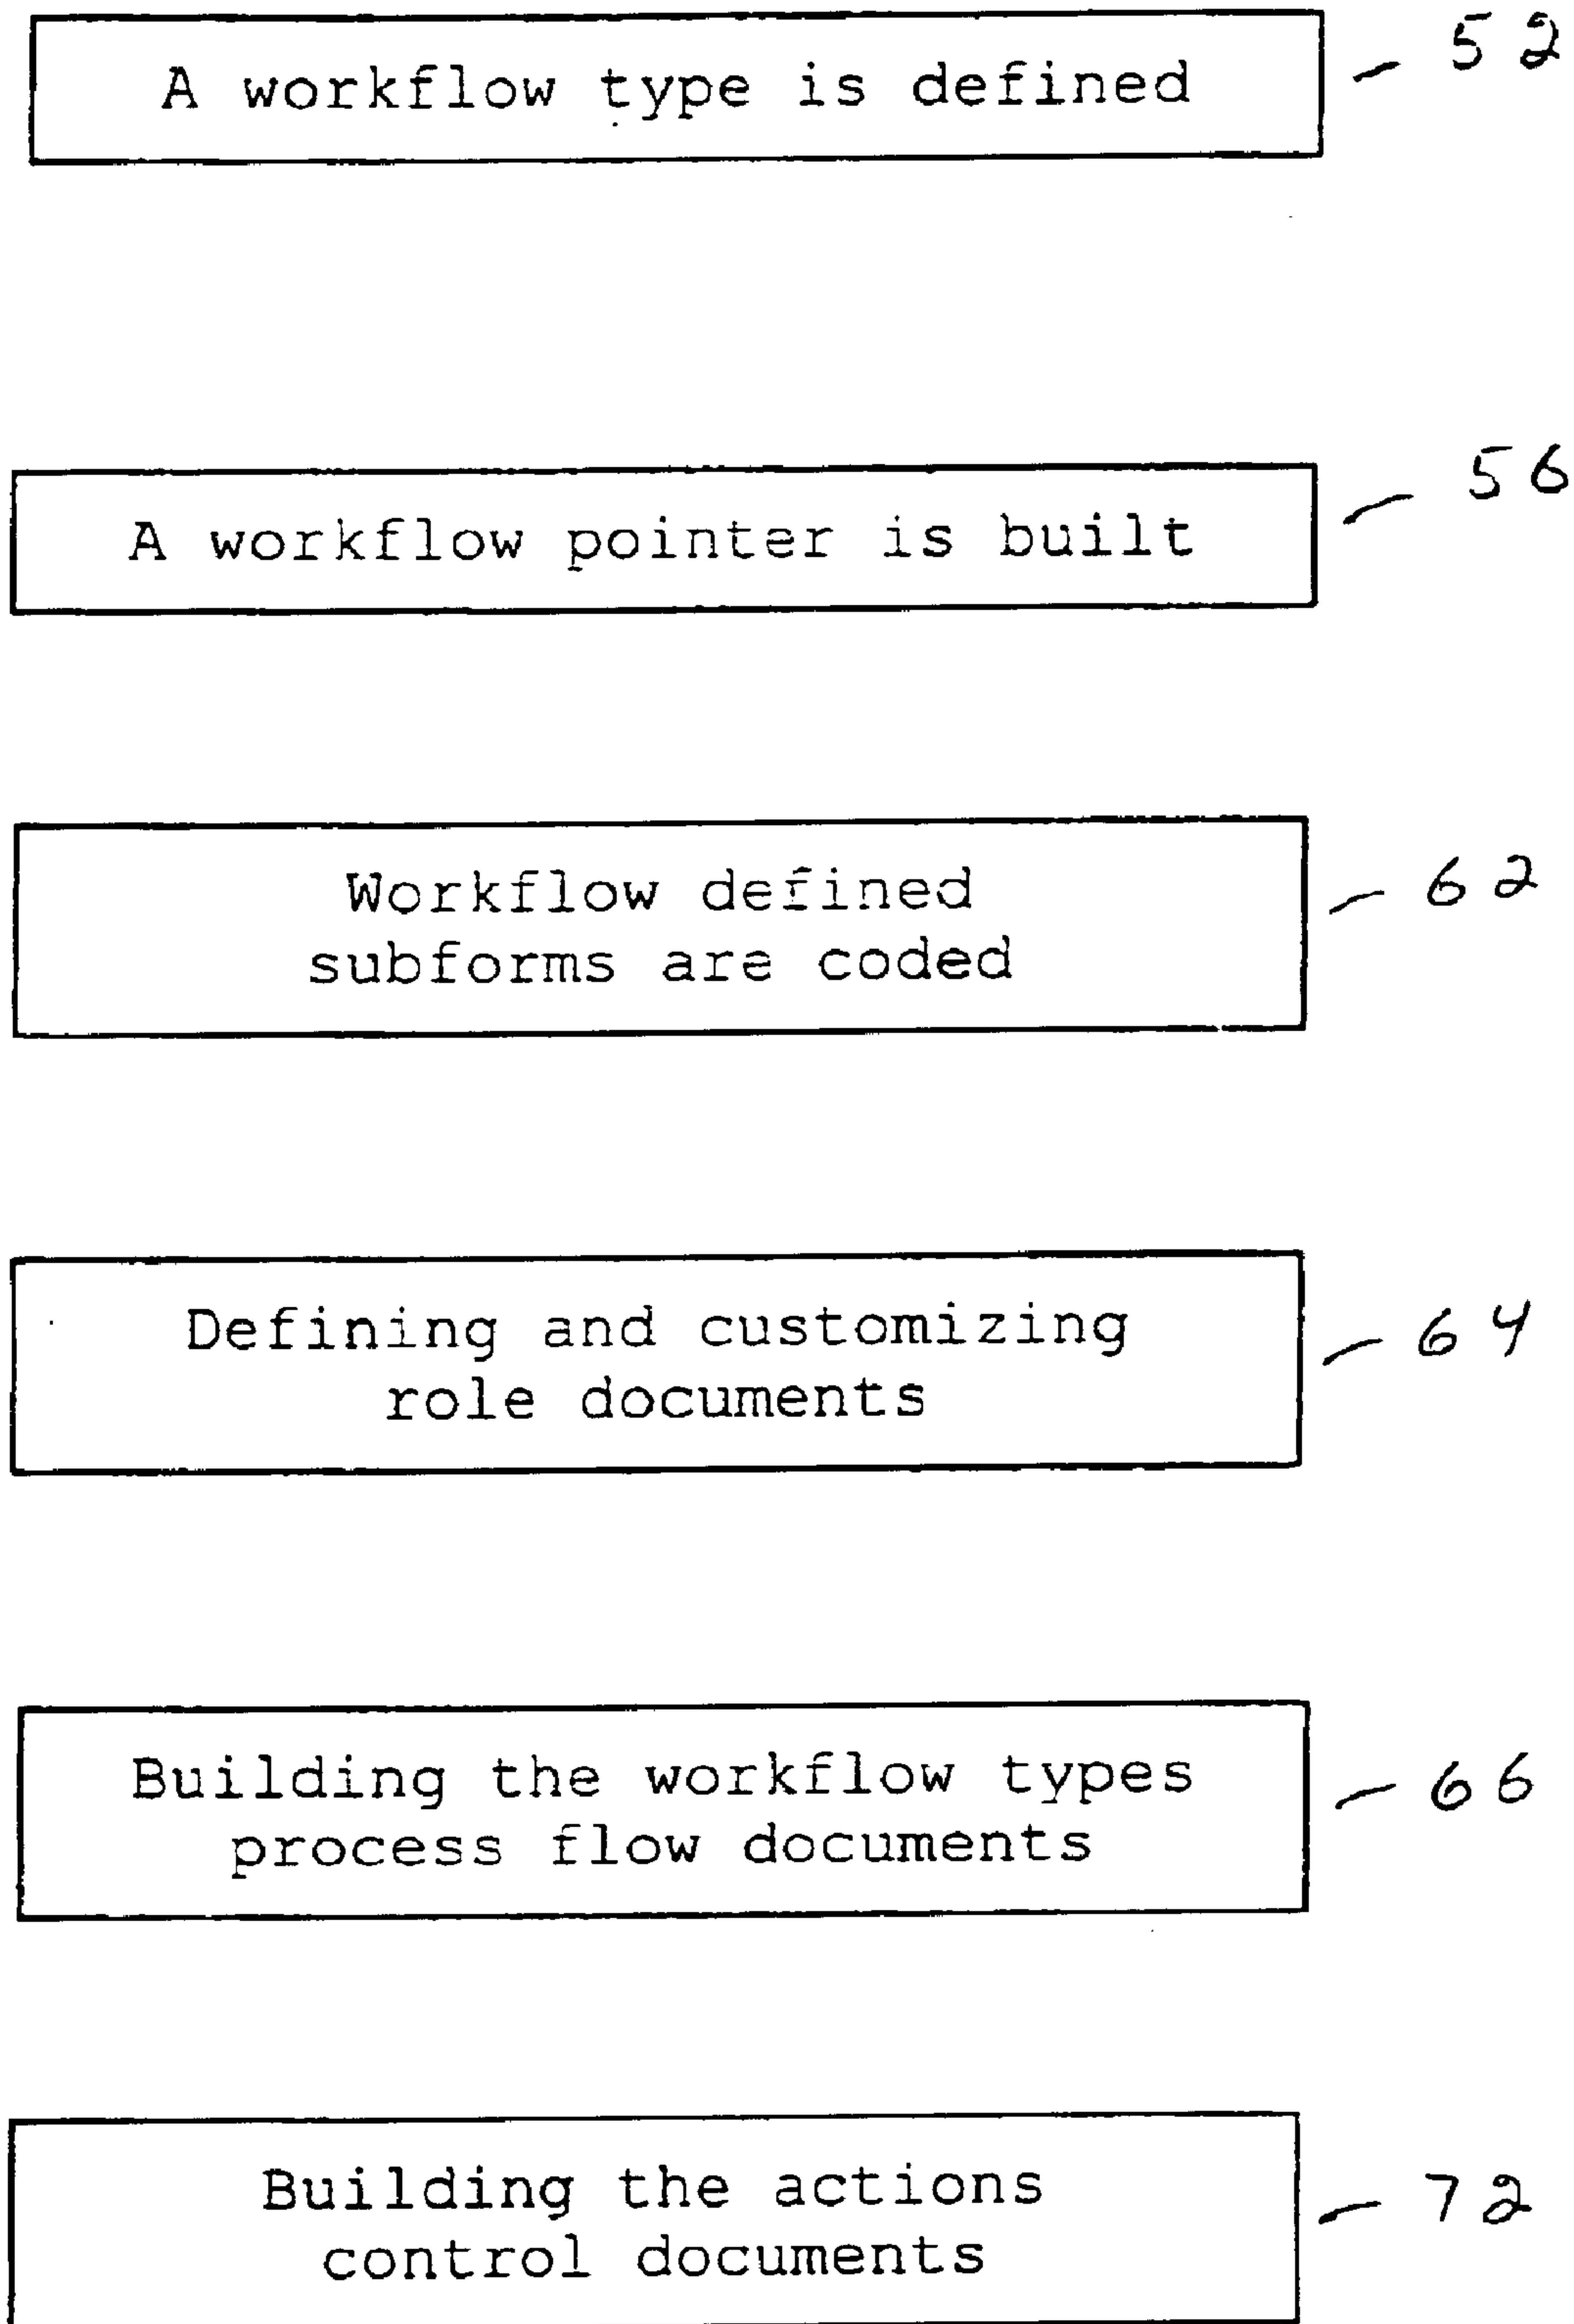 A workflow type is defined
52
A workflow pointer is built
56
Workflow defined
subforms are coded
62
Defining and customizing
role documents
64
Building the workflow types
process flow documents
66
Building the actions
control documents
72